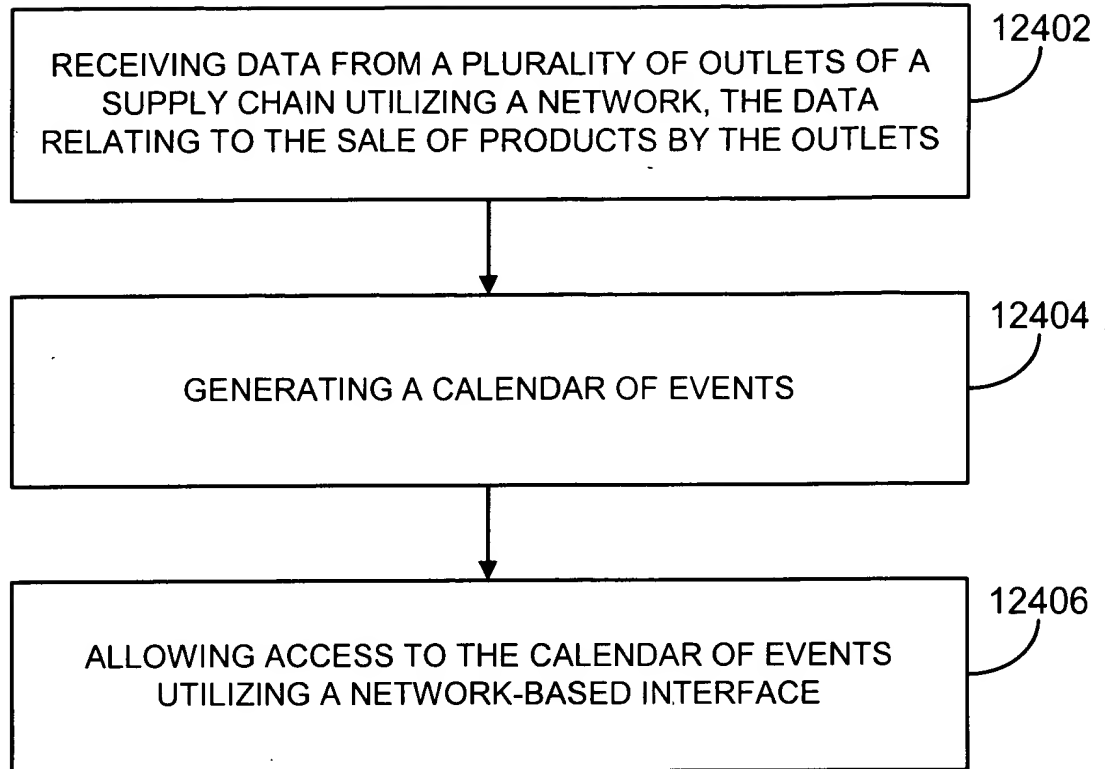 12402
RECEIVING DATA FROM A PLURALITY OF OUTLETS OF A
SUPPLY CHAIN UTILIZING A NETWORK, THE DATA
RELATING TO THE SALE OF PRODUCTS BY THE OUTLETS
12404
GENERATING A CALENDAR OF EVENTS
12406
ALLOWING ACCESS TO THE CALENDAR OF EVENTS
UTILIZING A NETWORK-BASED INTERFACE